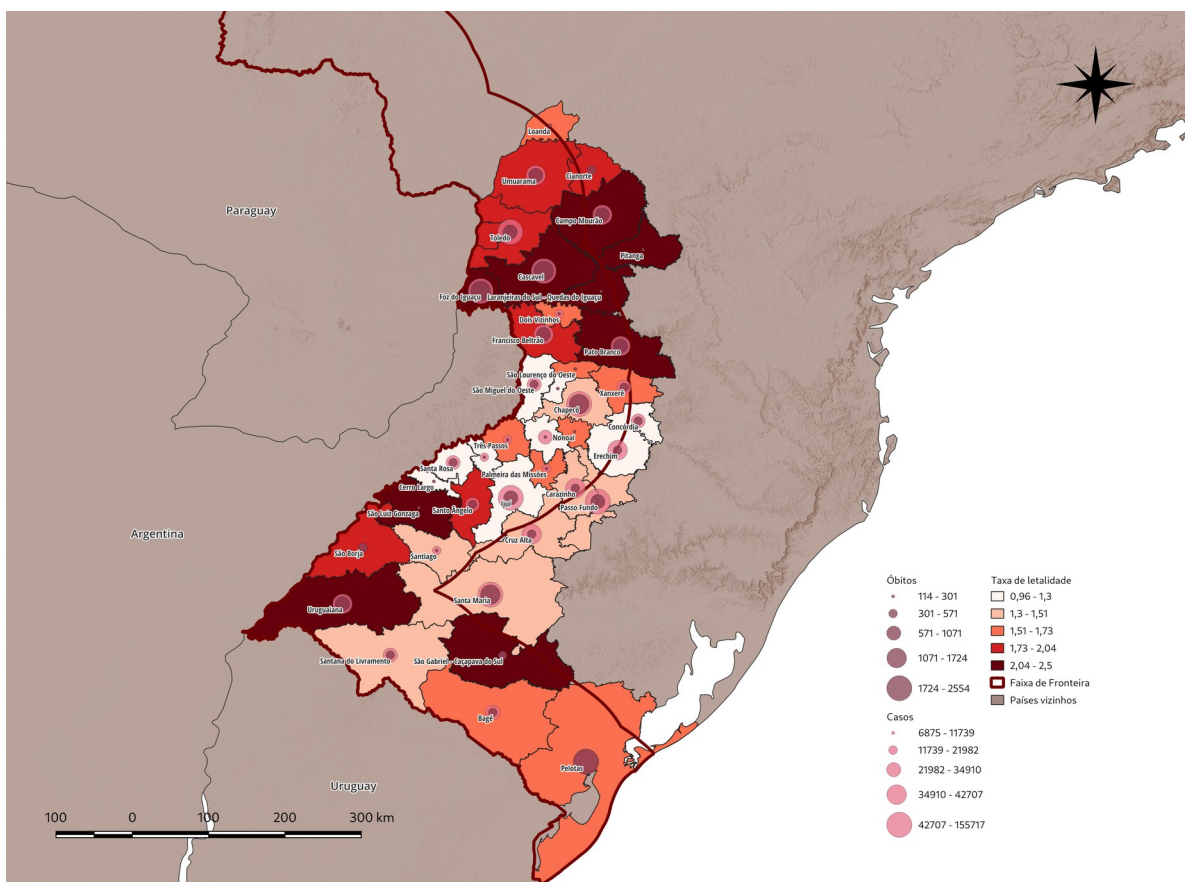 Loanda
Umuarama
Cianorte
Paraguay
Campo Mourão
Toledo
Pitanga
Cascavel
Foz do Iguaçu
Laranjeiras do Sul - Quedas do Iguaçu
Dois Vizinhos
Francisco Beltrão
Pato Branco
São Lourenço do Oeste
São Miguel do Oeste
Xanxerê
Chapecó
Concórdia
Nonoai
Três Passos
Erechim
Santa Rosa
Palmeira das Missões
Cerro Largo
Carazinho
Ijuí
Passo Fundo
Santo Ângelo
São Luiz Gonzaga
Argentina
Cruz Alta
São Borja
Santiago
Santa Maria
Uruguaiana
Santana do Livramento
São Gabriel - Caçapava do Sul
Bagé
Pelotas
Uruguay
100 0 100 200 300 km
Óbitos
114 - 301
301 - 571
571 - 1071
1071 - 1724
1724 - 2554
Casos
6875 - 11739
11739 - 21982
21982 - 34910
34910 - 42707
42707 - 155717
Taxa de letalidade
0,96 - 1,3
1,3 - 1,51
1,51 - 1,73
1,73 - 2,04
2,04 - 2,5
Faixa de Fronteira
Países vizinhos